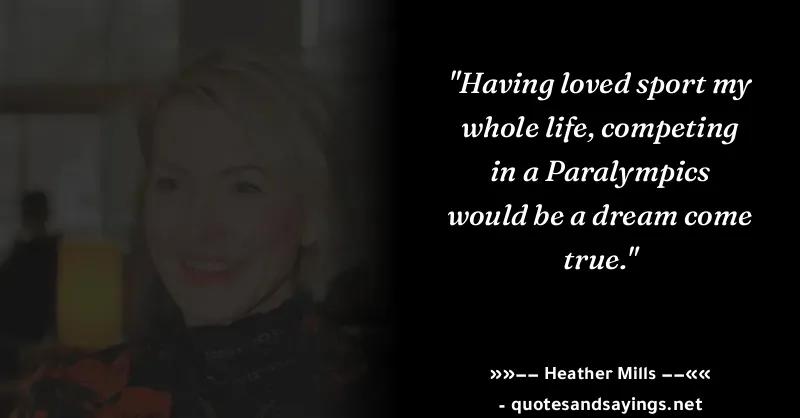 "Having loved sport my
whole life, competing
in a Paralympics
would be a dream come
true."
»»−− Heather Mills −−««
- quotesandsayings.net